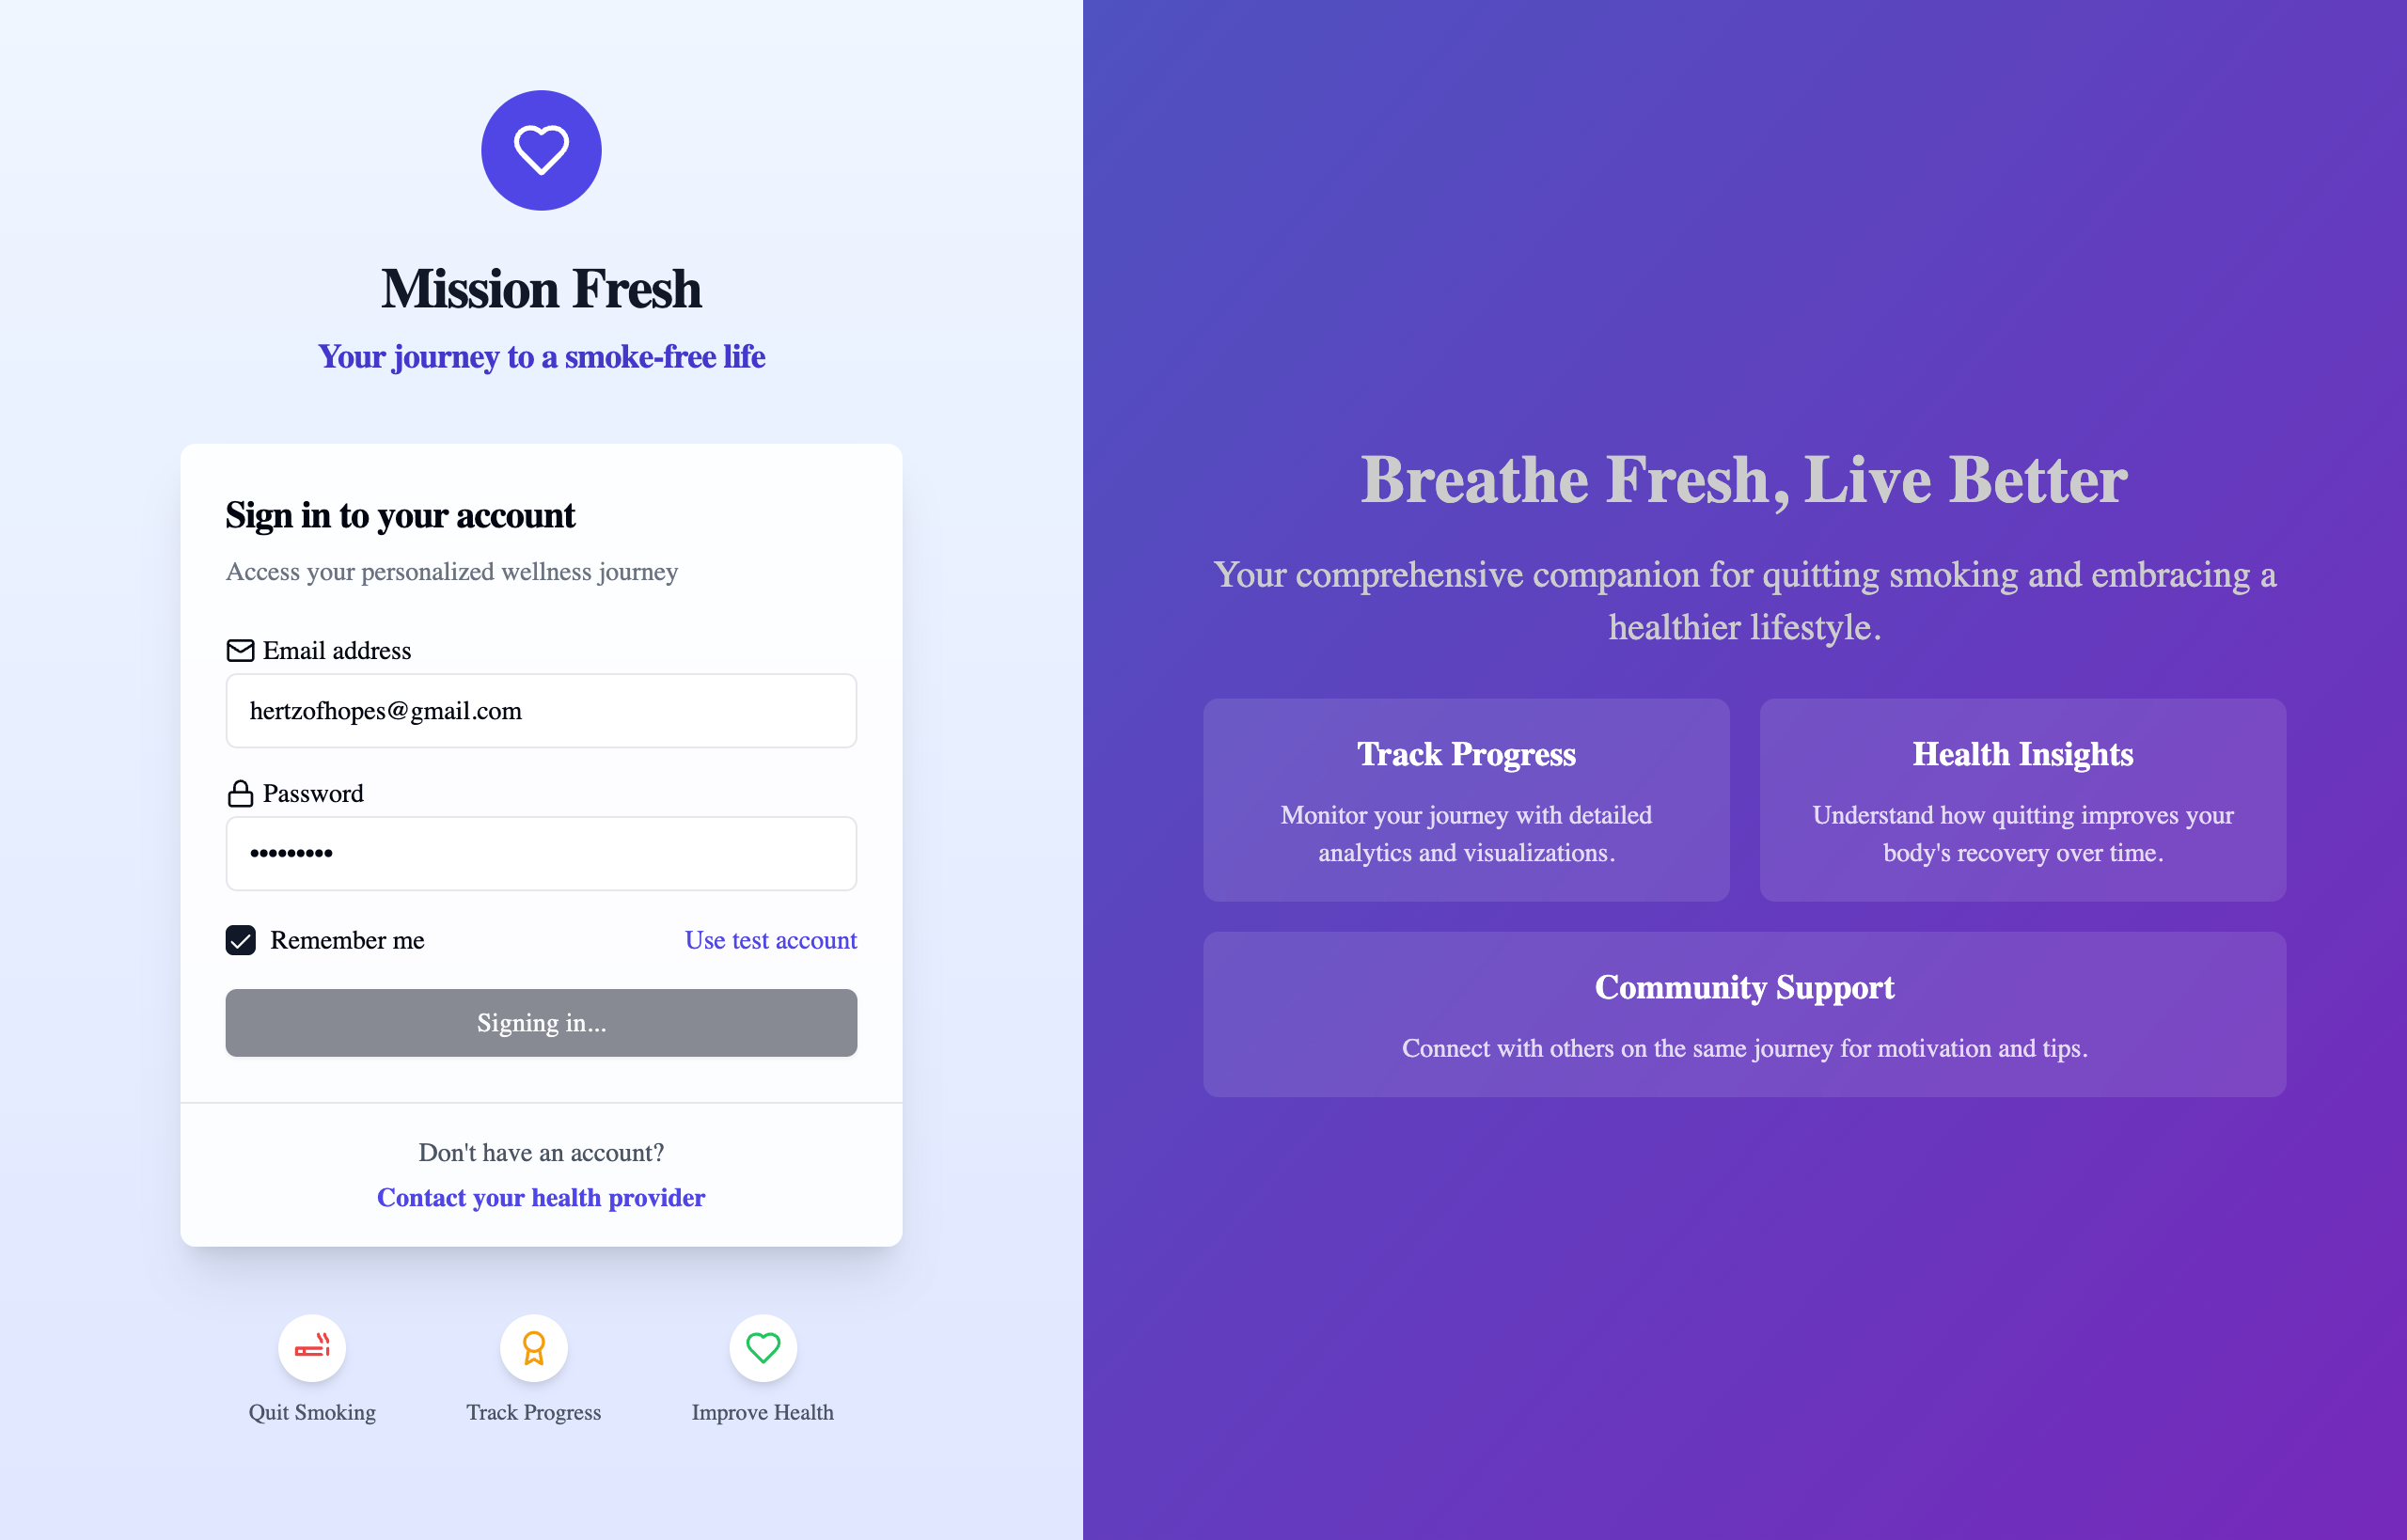 Mission Fresh
Your journey to a smoke-free life
Sign in to your account
Access your personalized wellness journey
Email address
hertzofhopes@gmail.com
Password
•••••••••
Remember me
Use test account
Signing in...
Don't have an account?
Contact your health provider
Quit Smoking
Track Progress
Improve Health
Breathe Fresh, Live Better
Your comprehensive companion for quitting smoking and embracing a
healthier lifestyle.
Track Progress
Monitor your journey with detailed
analytics and visualizations.
Health Insights
Understand how quitting improves your
body's recovery over time.
Community Support
Connect with others on the same journey for motivation and tips.